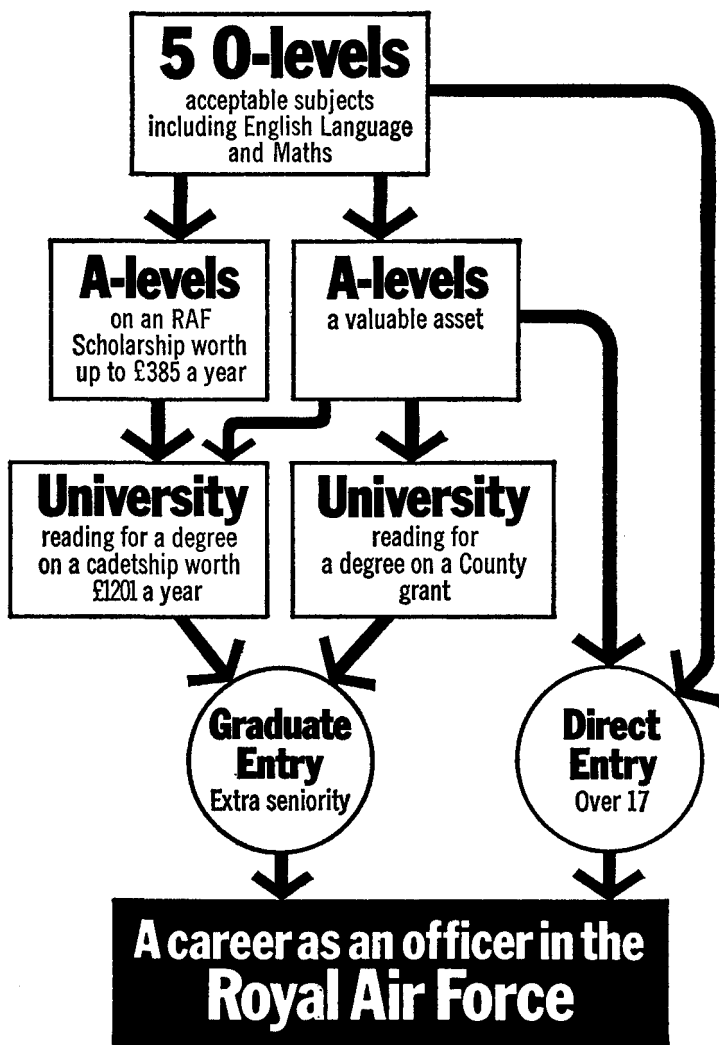 5 O-levels
acceptable subjects
including English Language
and Maths
A-levels
on an RAF
Scholarship worth
up to £385 a year
A-levels
a valuable asset
University
reading for a degree
on a cadetship worth
£1201 a year
University
reading for
a degree on a County
grant
Graduate
Entry
Extra seniority
Direct
Entry
Over 17
A career as an officer in the
Royal Air Force